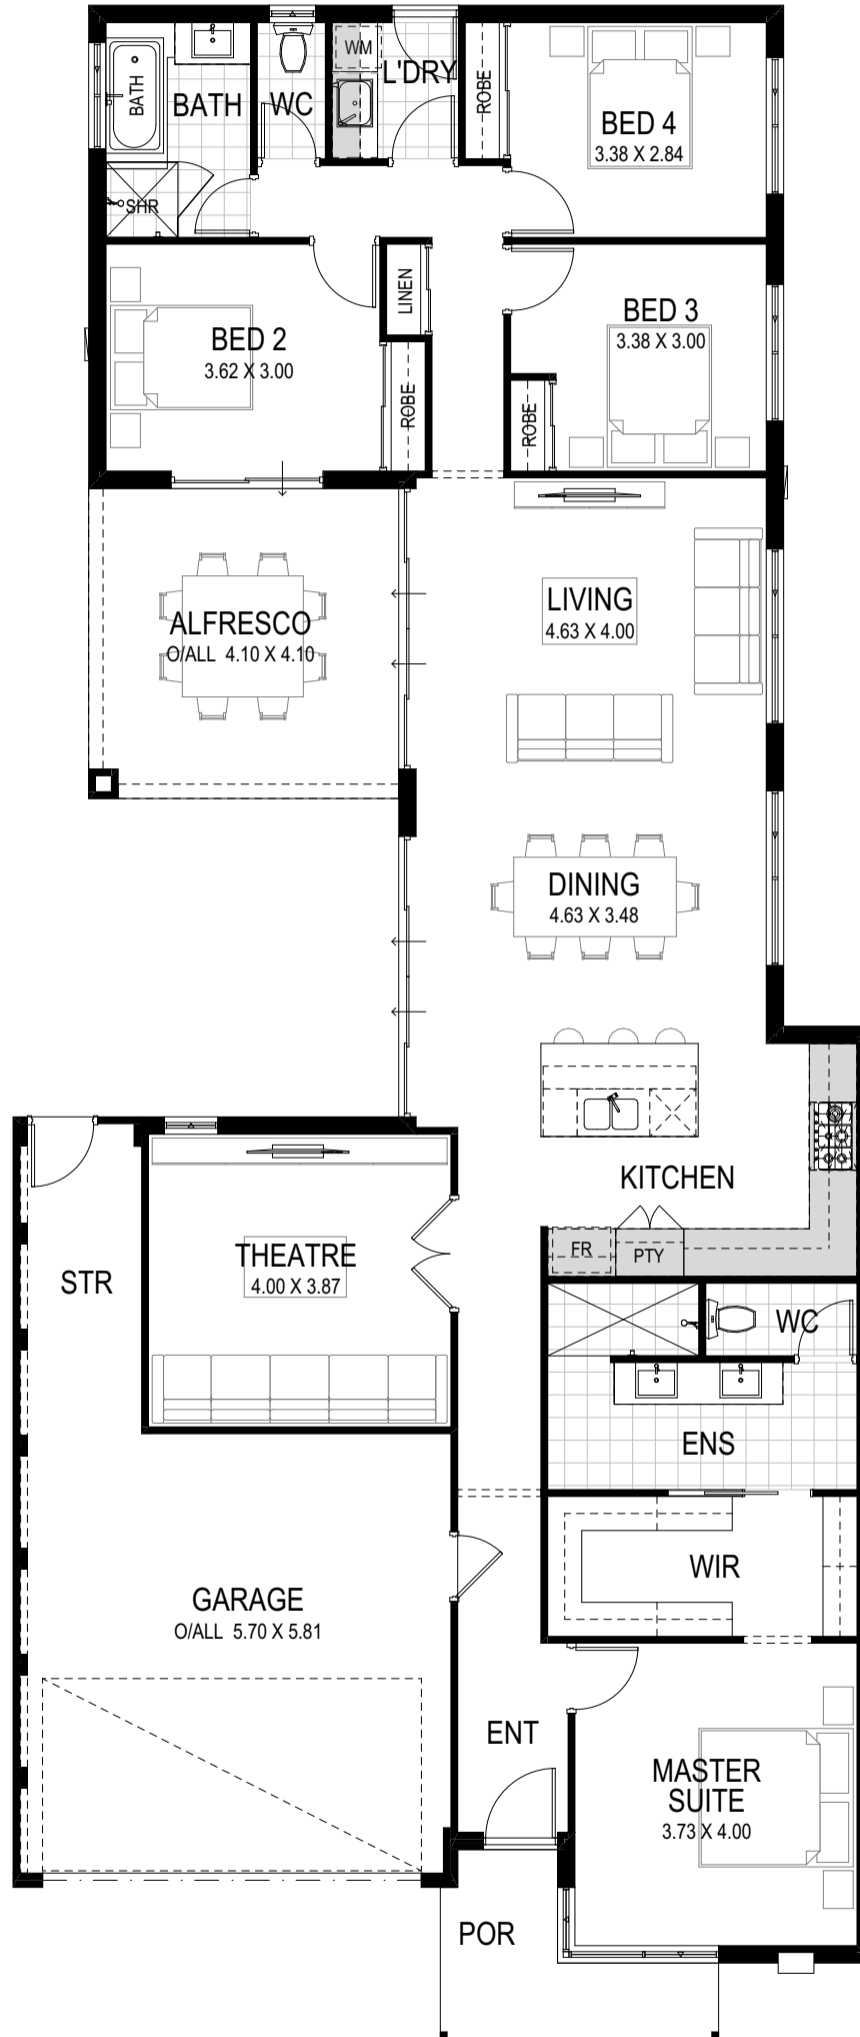 WM
L'DRY
BATH
BATH
WC
ROBE
BED 4
3.38 X 2.84
SHR
LINEN
BED 2
3.62 X 3.00
BED 3
3.38 X 3.00
ROBE
ROBE
ALFRESCO
O/ALL 4.10 X 4.10
LIVING
4.63 X 4.00
DINING
4.63 X 3.48
KITCHEN
FR
PTY
THEATRE
4.00 X 3.87
STR
WC
ENS
WIR
GARAGE
O/ALL 5.70 X 5.81
ENT
MASTER
SUITE
3.73 X 4.00
POR